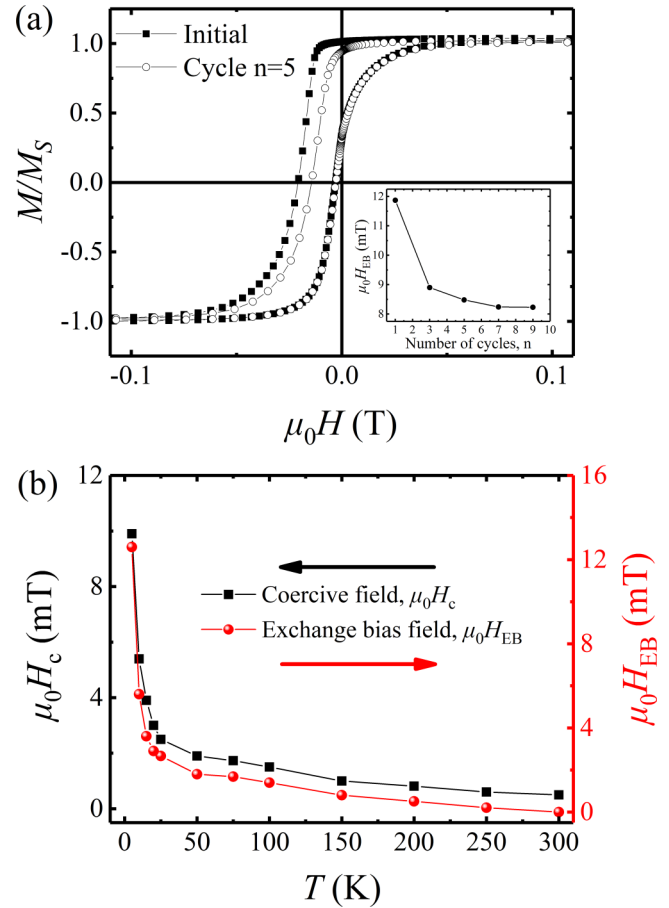 (a)
Initial
Cycle n=5
1.0
0.5
0.0
-0.5
-1.0
M/M_S
-0.1 0.0 0.1
μ₀H (T)
12
11
10
9
8
μ₀H_EB (mT)
1 2 3 4 5 6 7 8 9 10
Number of cycles, n
(b)
12
8
4
0
μ₀H_c (mT)
Coercive field, μ₀H_c
Exchange bias field, μ₀H_EB
16
12
8
4
0
μ₀H_EB (mT)
0 50 100 150 200 250 300
T (K)